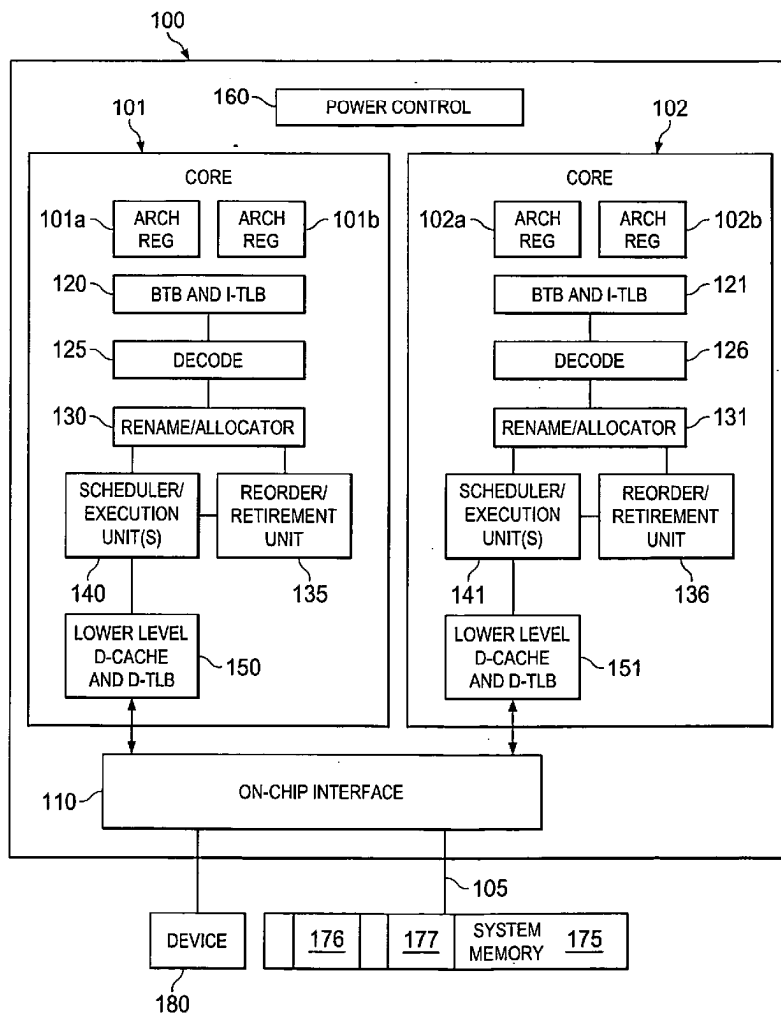 100
160
POWER CONTROL
101
102
CORE
CORE
101a
ARCH
REG
ARCH
REG
101b
102a
ARCH
REG
ARCH
REG
102b
120
BTB AND I-TLB
BTB AND I-TLB
121
125
DECODE
DECODE
126
130
RENAME/ALLOCATOR
RENAME/ALLOCATOR
131
SCHEDULER/
EXECUTION
UNIT(S)
REORDER/
RETIREMENT
UNIT
SCHEDULER/
EXECUTION
UNIT(S)
REORDER/
RETIREMENT
UNIT
140
135
141
136
LOWER LEVEL
D-CACHE
AND D-TLB
150
LOWER LEVEL
D-CACHE
AND D-TLB
151
110
ON-CHIP INTERFACE
105
DEVICE
176
177
SYSTEM
MEMORY
175
180